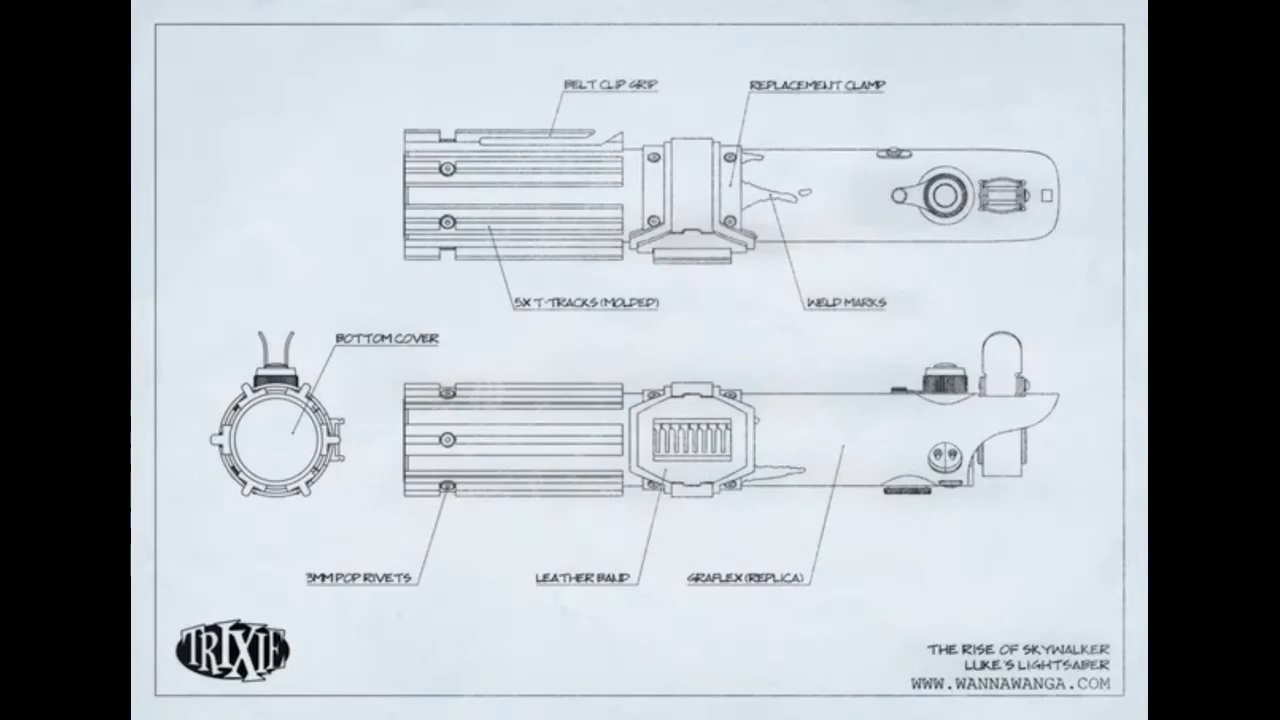 BELT CLIP GRIP
REPLACEMENT CLAMP
5X T-TRACKS (MOLDED)
WELD MARKS
BOTTOM COVER
3MM POP RIVETS
LEATHER BAND
GRAFLEX (REPLICA)
TRIXIE
THE RISE OF SKYWALKER
LUKE'S LIGHTSABER
WWW.WANNAWANGA.COM